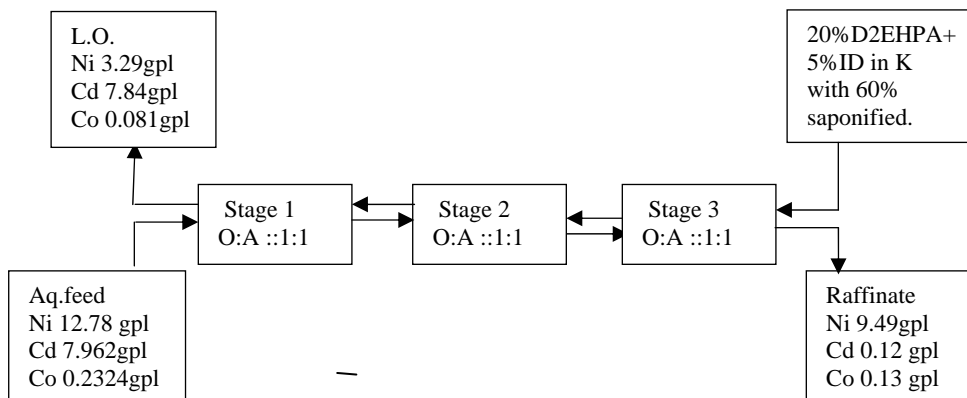 L.O.
Ni 3.29gpl
Cd 7.84gpl
Co 0.081gpl
20%D2EHPA+
5%ID in K
with 60%
saponified.
Stage 1
O:A ::1:1
Stage 2
O:A ::1:1
Stage 3
O:A ::1:1
Aq.feed
Ni 12.78 gpl
Cd 7.962gpl
Co 0.2324gpl
Raffinate
Ni 9.49gpl
Cd 0.12 gpl
Co 0.13 gpl